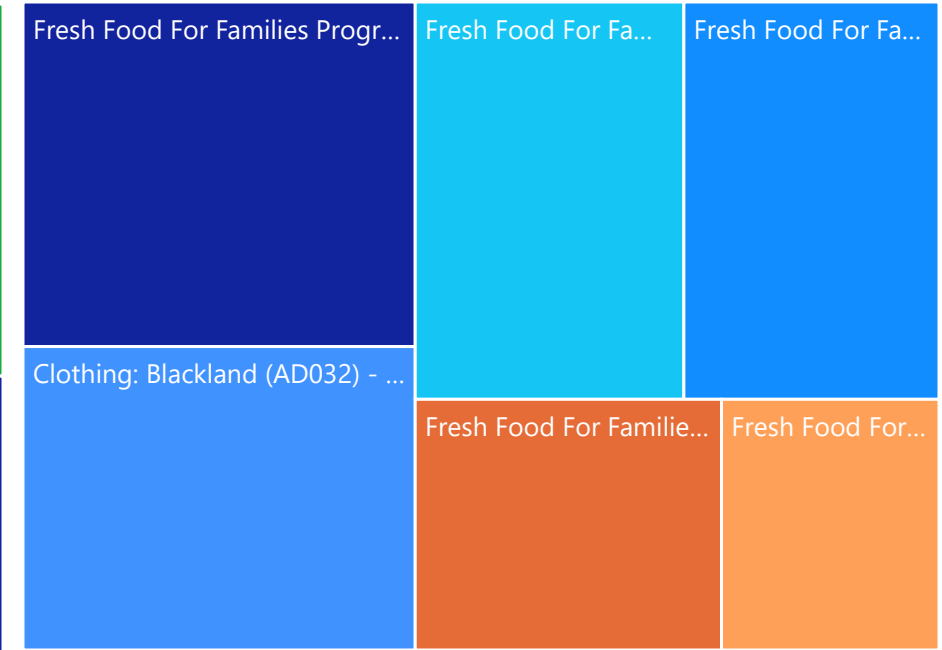 Fresh Food For Families Progr...
Fresh Food For Fa...
Fresh Food For Fa...
Clothing: Blackland (AD032) - ...
Fresh Food For Familie...
Fresh Food For...